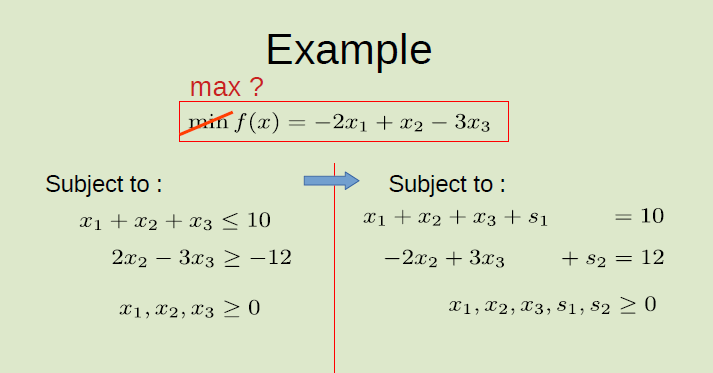 Example
max ?
min f(x) = −2x₁ + x₂ − 3x₃
Subject to :
x₁ + x₂ + x₃ ≤ 10
2x₂ − 3x₃ ≥ −12
x₁, x₂, x₃ ≥ 0
Subject to :
x₁ + x₂ + x₃ + s₁ = 10
−2x₂ + 3x₃ + s₂ = 12
x₁, x₂, x₃, s₁, s₂ ≥ 0